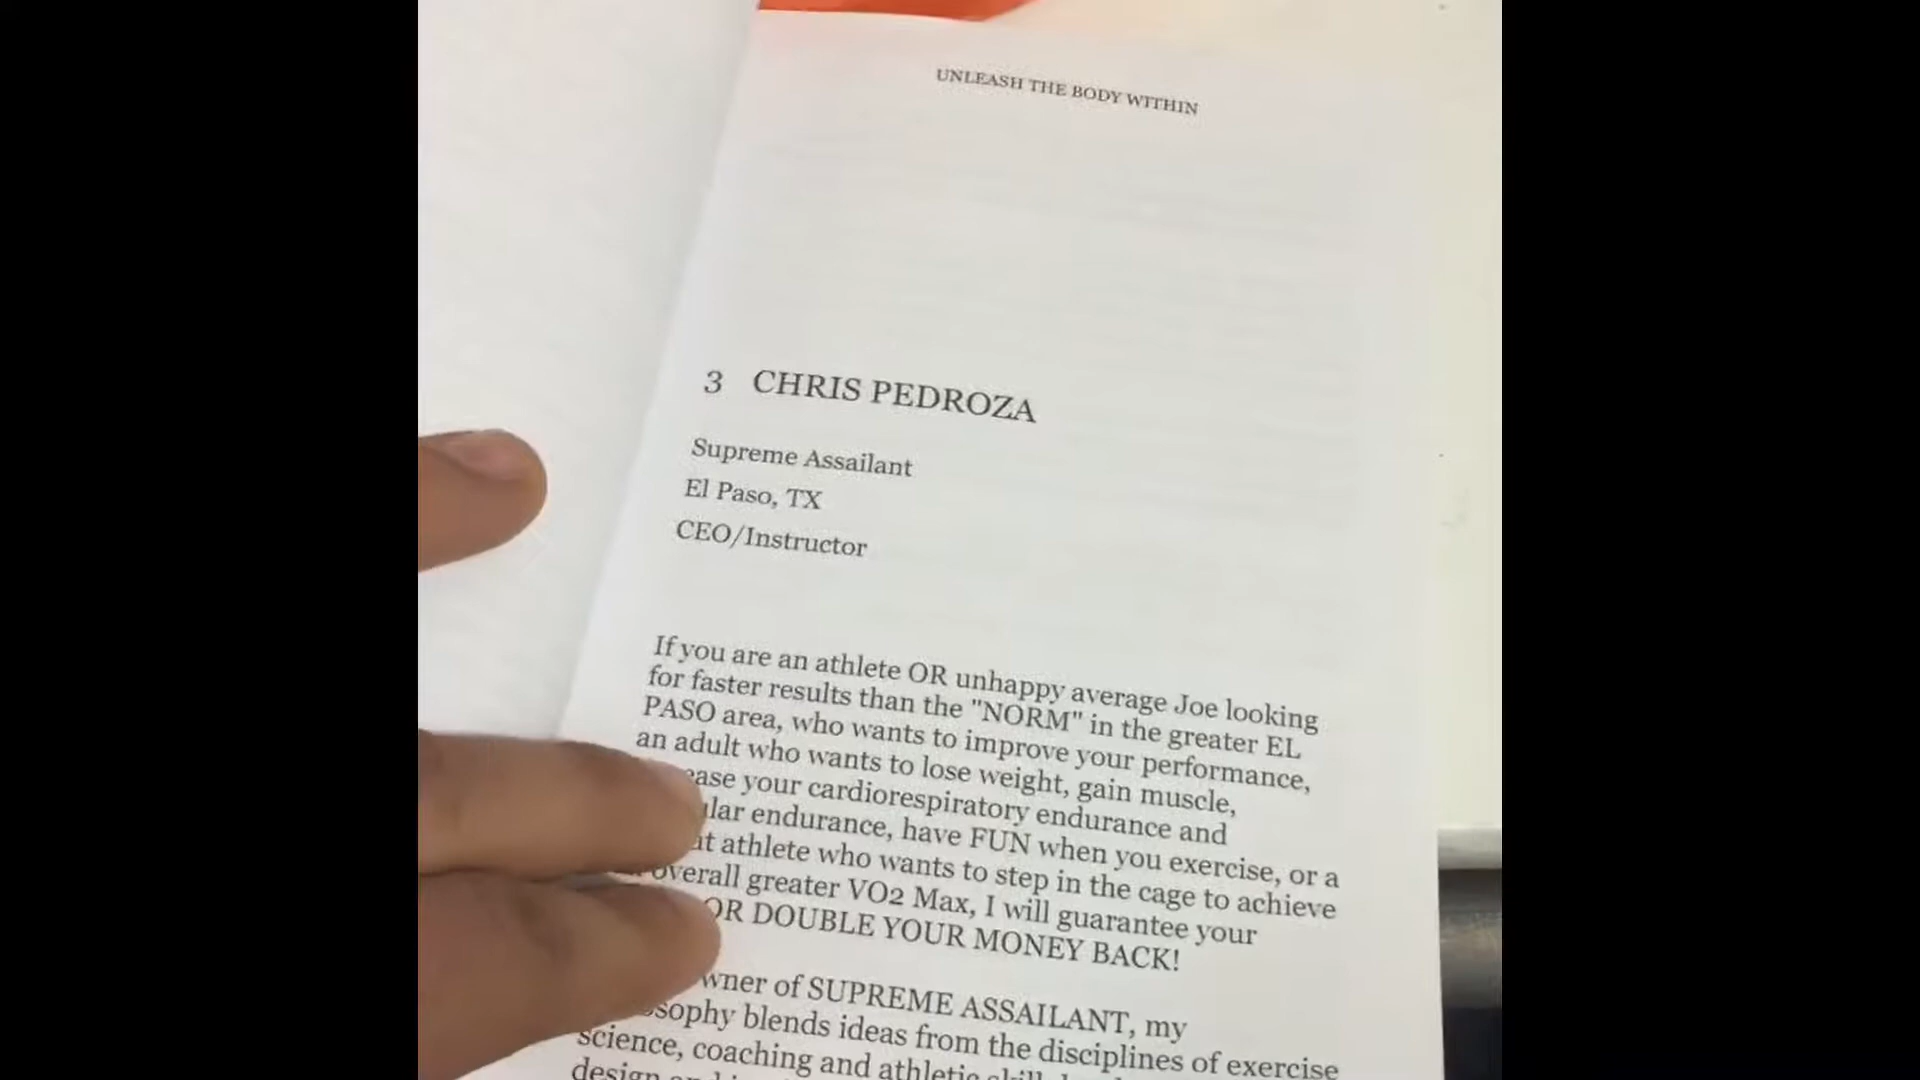 UNLEASH THE BODY WITHIN
3 CHRIS PEDROZA
Supreme Assailant
El Paso, TX
CEO/Instructor
If you are an athlete OR unhappy average Joe looking
for faster results than the "NORM" in the greater EL
PASO area, who wants to improve your performance,
an adult who wants to lose weight, gain muscle,
ease your cardiorespiratory endurance and
lar endurance, have FUN when you exercise, or a
at athlete who wants to step in the cage to achieve
overall greater VO2 Max, I will guarantee your
OR DOUBLE YOUR MONEY BACK!
wner of SUPREME ASSAILANT, my
sophy blends ideas from the disciplines of exercise
science, coaching and athletic
design